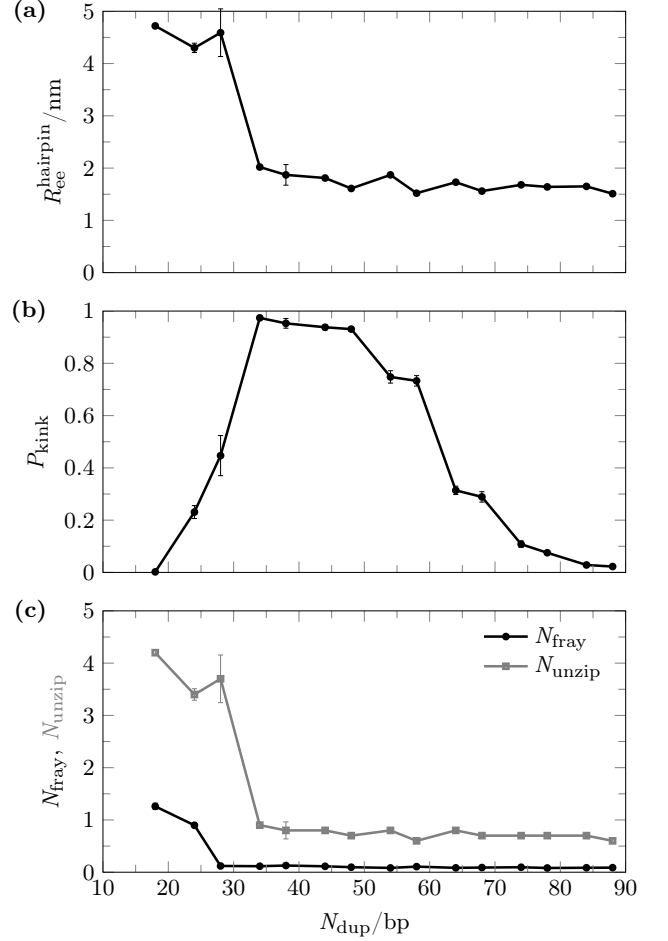 (a)
5
4
3
2
1
0
R_ee^hairpin/nm
(b)
1
0.8
0.6
0.4
0.2
0
P_kink
(c)
5
4
3
2
1
0
N_fray, N_unzip
N_fray
N_unzip
10 20 30 40 50 60 70 80 90
N_dup/bp